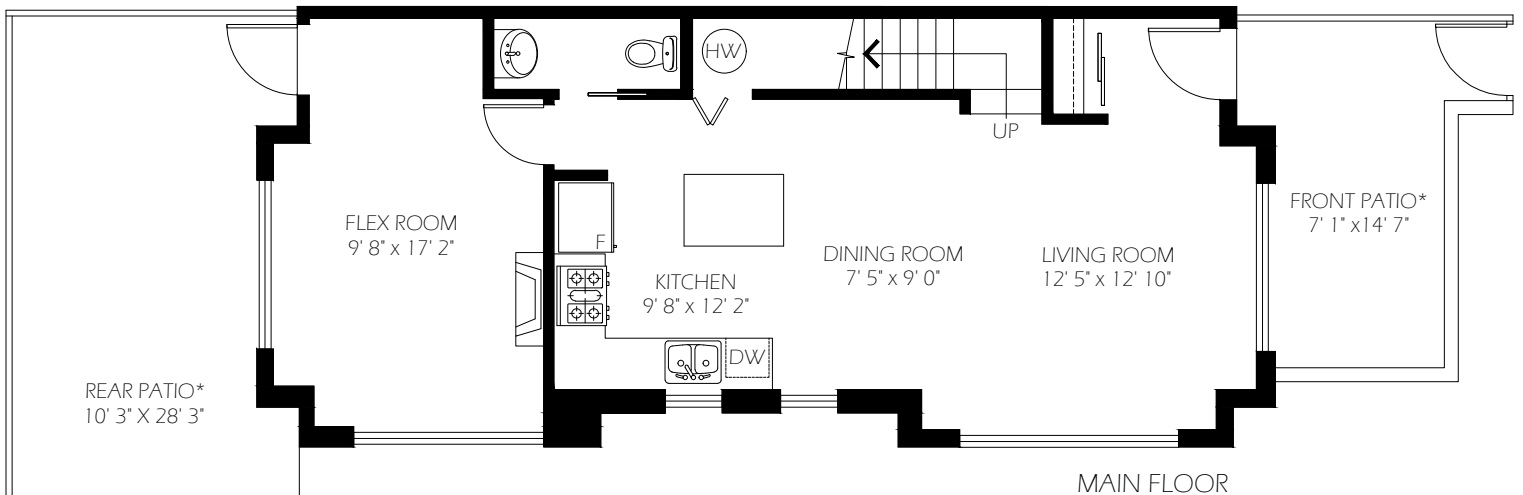 HW
UP
FLEX ROOM
9' 8" x 17' 2"
F
KITCHEN
9' 8" x 12' 2"
DW
DINING ROOM
7' 5" x 9' 0"
LIVING ROOM
12' 5" x 12' 10"
FRONT PATIO*
7' 1" x14' 7"
REAR PATIO*
10' 3" X 28' 3"
MAIN FLOOR